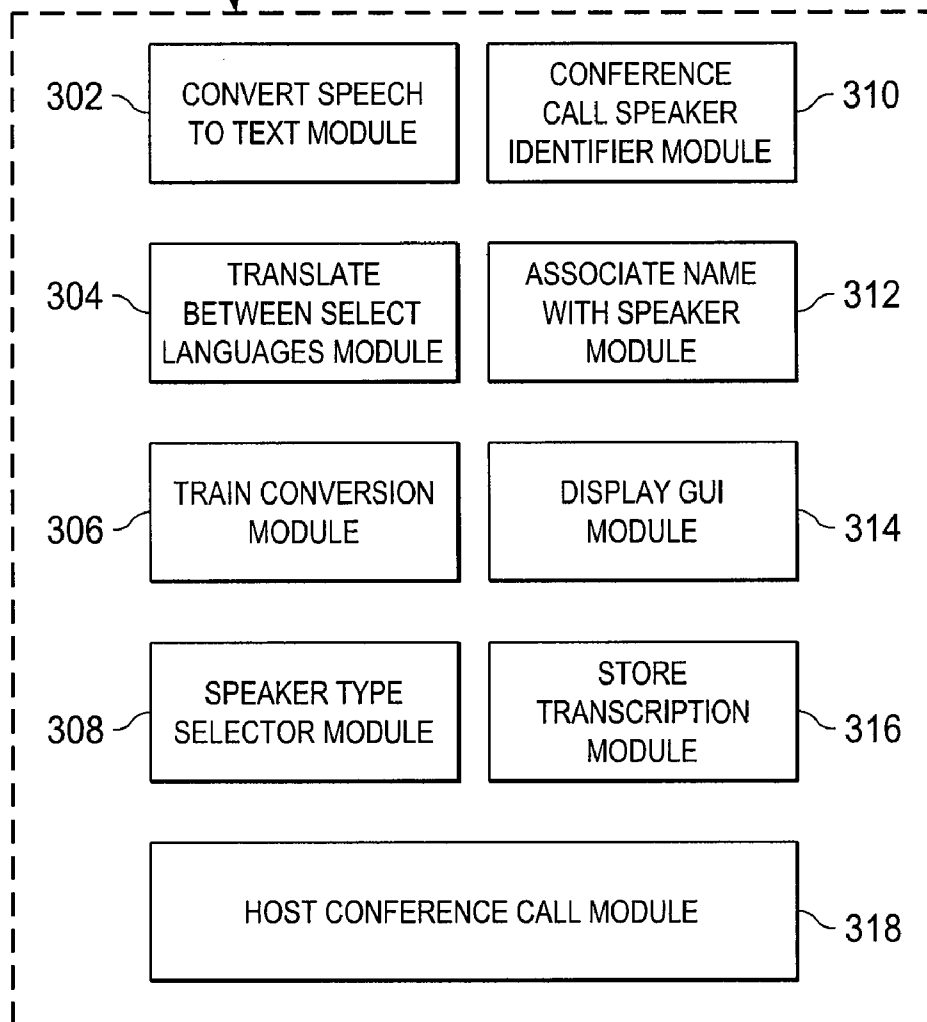 302
CONVERT SPEECH
TO TEXT MODULE
CONFERENCE
CALL SPEAKER
IDENTIFIER MODULE
310
304
TRANSLATE
BETWEEN SELECT
LANGUAGES MODULE
ASSOCIATE NAME
WITH SPEAKER
MODULE
312
306
TRAIN CONVERSION
MODULE
DISPLAY GUI
MODULE
314
308
SPEAKER TYPE
SELECTOR MODULE
STORE
TRANSCRIPTION
MODULE
316
HOST CONFERENCE CALL MODULE
318